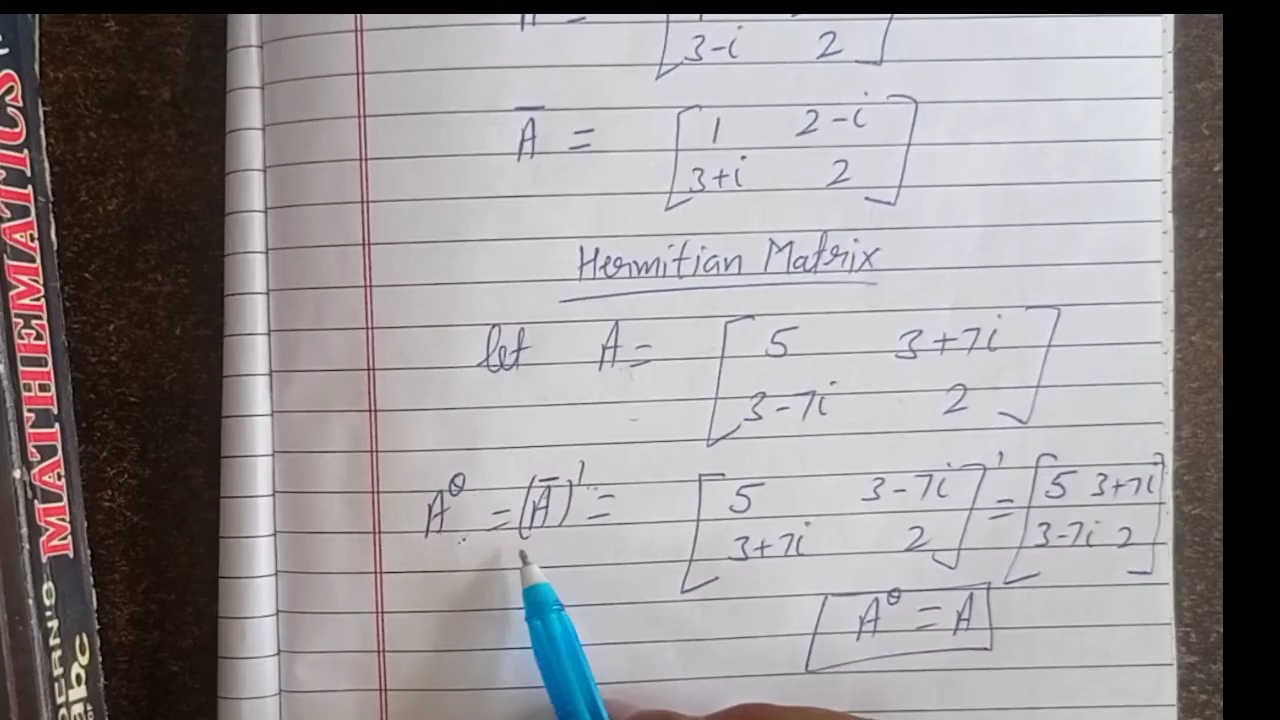 3-i 2
Ā = [1 2-i
3+i 2]
Hermitian Matrix
let A = [5 3+7i
3-7i 2]
A^θ = (Ā)' = [5 3-7i
3+7i 2]' = [5 3+7i
3-7i 2]
A^θ = A
MATHEMATICS
abc